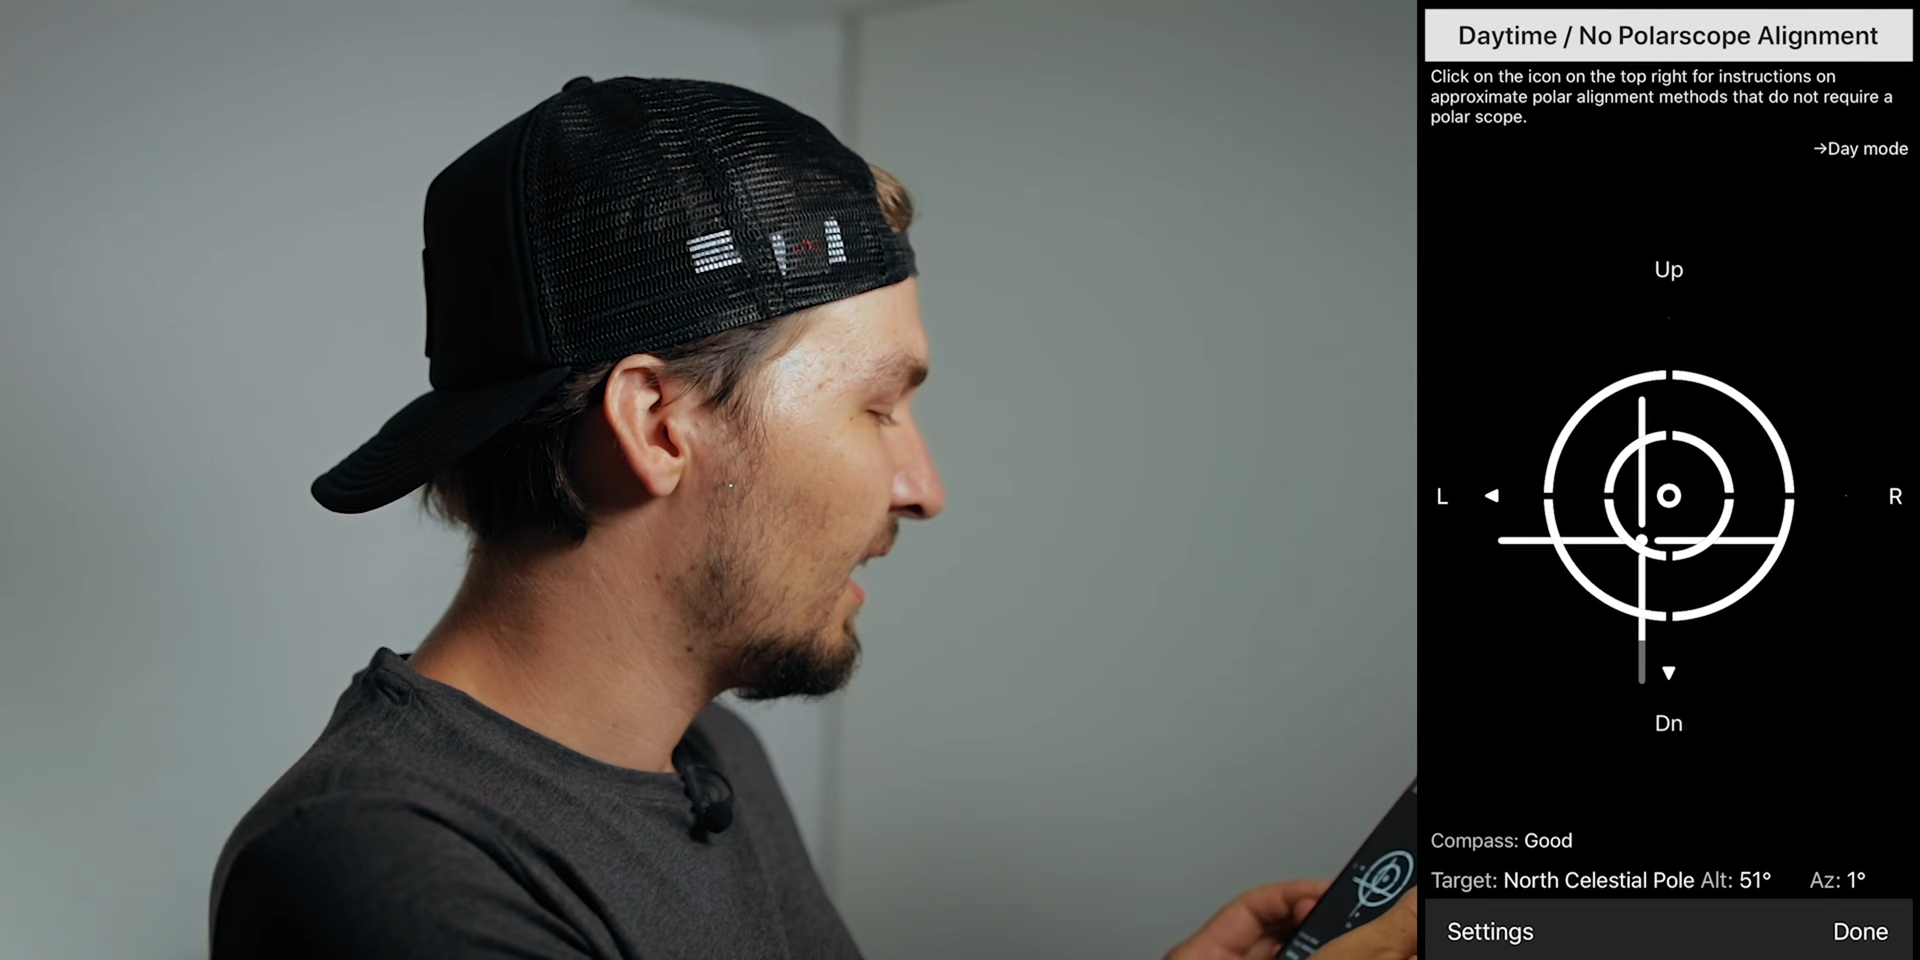 Daytime / No Polarscope Alignment
Click on the icon on the top right for instructions on
approximate polar alignment methods that do not require a
polar scope.
→Day mode
Up
L
R
Dn
Compass: Good
Target: North Celestial Pole Alt: 51° Az: 1°
Settings
Done